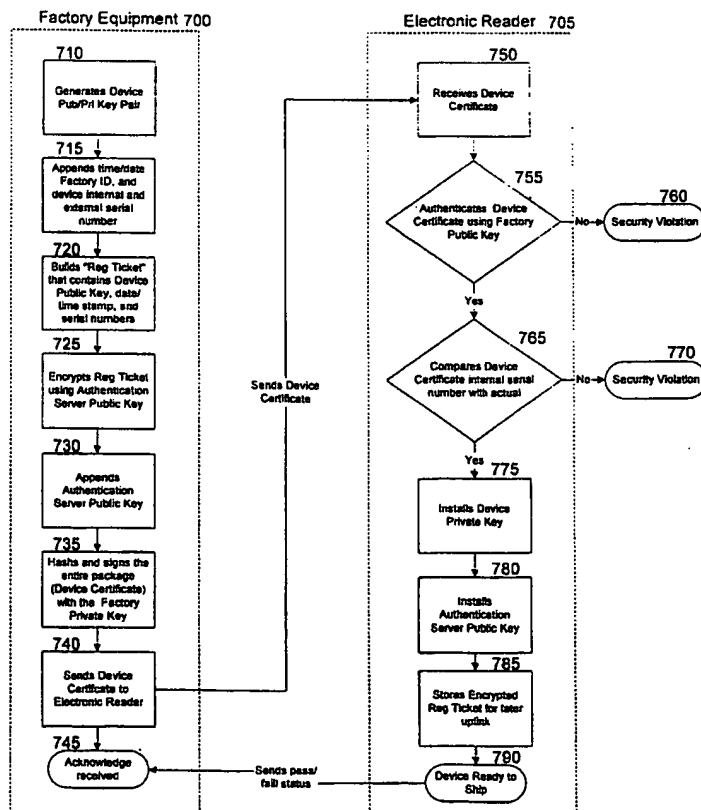 Factory Equipment 700
710
Generates Device
Pub/Pri Key Pair
715
Appends time/date
Factory ID, and
device internal and
external serial
number
720
Builds "Reg Ticket"
that contains Device
Public Key, date/
time stamp, and
serial numbers
725
Encrypts Reg Ticket
using Authentication
Server Public Key
730
Appends
Authentication
Server Public Key
735
Hashs and signs the
entire package
(Device Certificate)
with the Factory
Private Key
740
Sends Device
Certificate to
Electronic Reader
745
Acknowledge
received
Sends Device
Certificate
Sends pass/
fail/ status
Electronic Reader 705
750
Receives Device
Certificate
755
Authenticates Device
Certificate using Factory
Public Key
No
760
Security Violation
Yes
765
Compares Device
Certificate internal serial
number with actual
No
770
Security Violation
Yes
775
Installs Device
Private Key
780
Installs
Authentication
Server Public Key
785
Stores Encrypted
Reg Ticket for later
uplink
790
Device Ready to
Ship